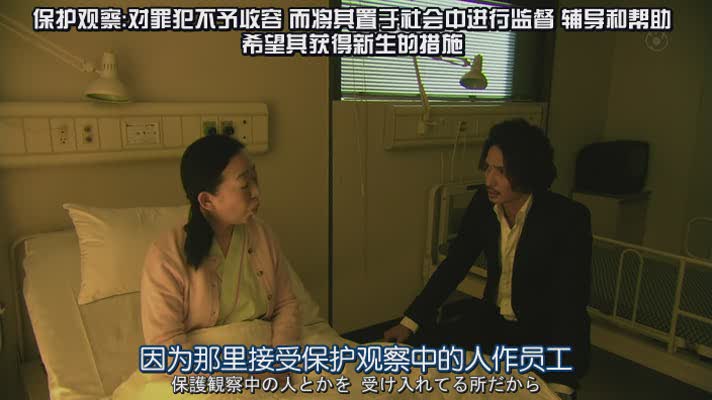 保护观察:对罪犯不予收容 而将其置于社会中进行监督 辅导和帮助
希望其获得新生的措施
因为那里接受保护观察中的人作员工
保護観察中の人とかを 受け入れてる所だから